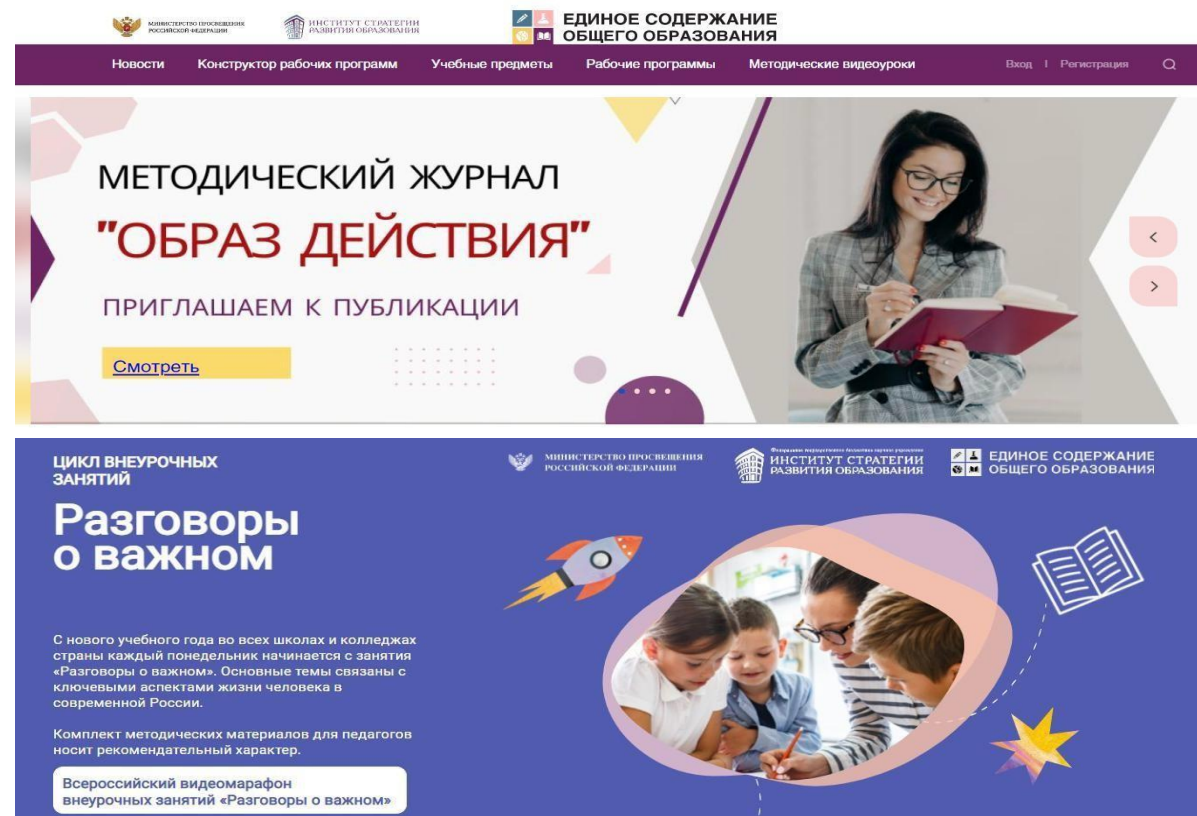 МИНИСТЕРСТВО ПРОСВЕЩЕНИЯ
РОССИЙСКОЙ ФЕДЕРАЦИИ
ИНСТИТУТ СТРАТЕГИИ
РАЗВИТИЯ ОБРАЗОВАНИЯ
ЕДИНОЕ СОДЕРЖАНИЕ
ОБЩЕГО ОБРАЗОВАНИЯ
Новости Конструктор рабочих программ Учебные предметы Рабочие программы Методические видеоуроки Вход | Регистрация
МЕТОДИЧЕСКИЙ ЖУРНАЛ
"ОБРАЗ ДЕЙСТВИЯ"
ПРИГЛАШАЕМ К ПУБЛИКАЦИИ
Смотреть
ЦИКЛ ВНЕУРОЧНЫХ
ЗАНЯТИЙ
МИНИСТЕРСТВО ПРОСВЕЩЕНИЯ
РОССИЙСКОЙ ФЕДЕРАЦИИ
ИНСТИТУТ СТРАТЕГИИ
РАЗВИТИЯ ОБРАЗОВАНИЯ
ЕДИНОЕ СОДЕРЖАНИЕ
ОБЩЕГО ОБРАЗОВАНИЯ
Разговоры
о важном
С нового учебного года во всех школах и колледжах
страны каждый понедельник начинается с занятия
«Разговоры о важном». Основные темы связаны с
ключевыми аспектами жизни человека в
современной России.
Комплект методических материалов для педагогов
носит рекомендательный характер.
Всероссийский видеомарафон
внеурочных занятий «Разговоры о важном»